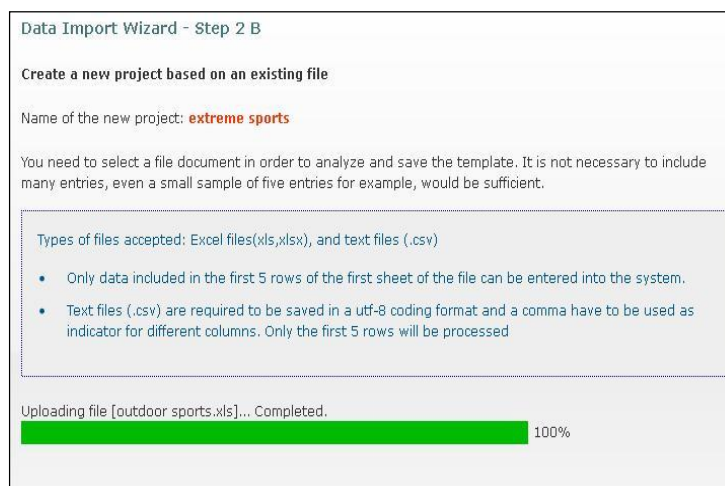 Data Import Wizard - Step 2 B
Create a new project based on an existing file
Name of the new project: extreme sports
You need to select a file document in order to analyze and save the template. It is not necessary to include
many entries, even a small sample of five entries for example, would be sufficient.
Types of files accepted: Excel files(xls,xlsx), and text files (.csv)
• Only data included in the first 5 rows of the first sheet of the file can be entered into the system.
• Text files (.csv) are required to be saved in a utf-8 coding format and a comma have to be used as
indicator for different columns. Only the first 5 rows will be processed
Uploading file [outdoor sports.xls]... Completed.
100%